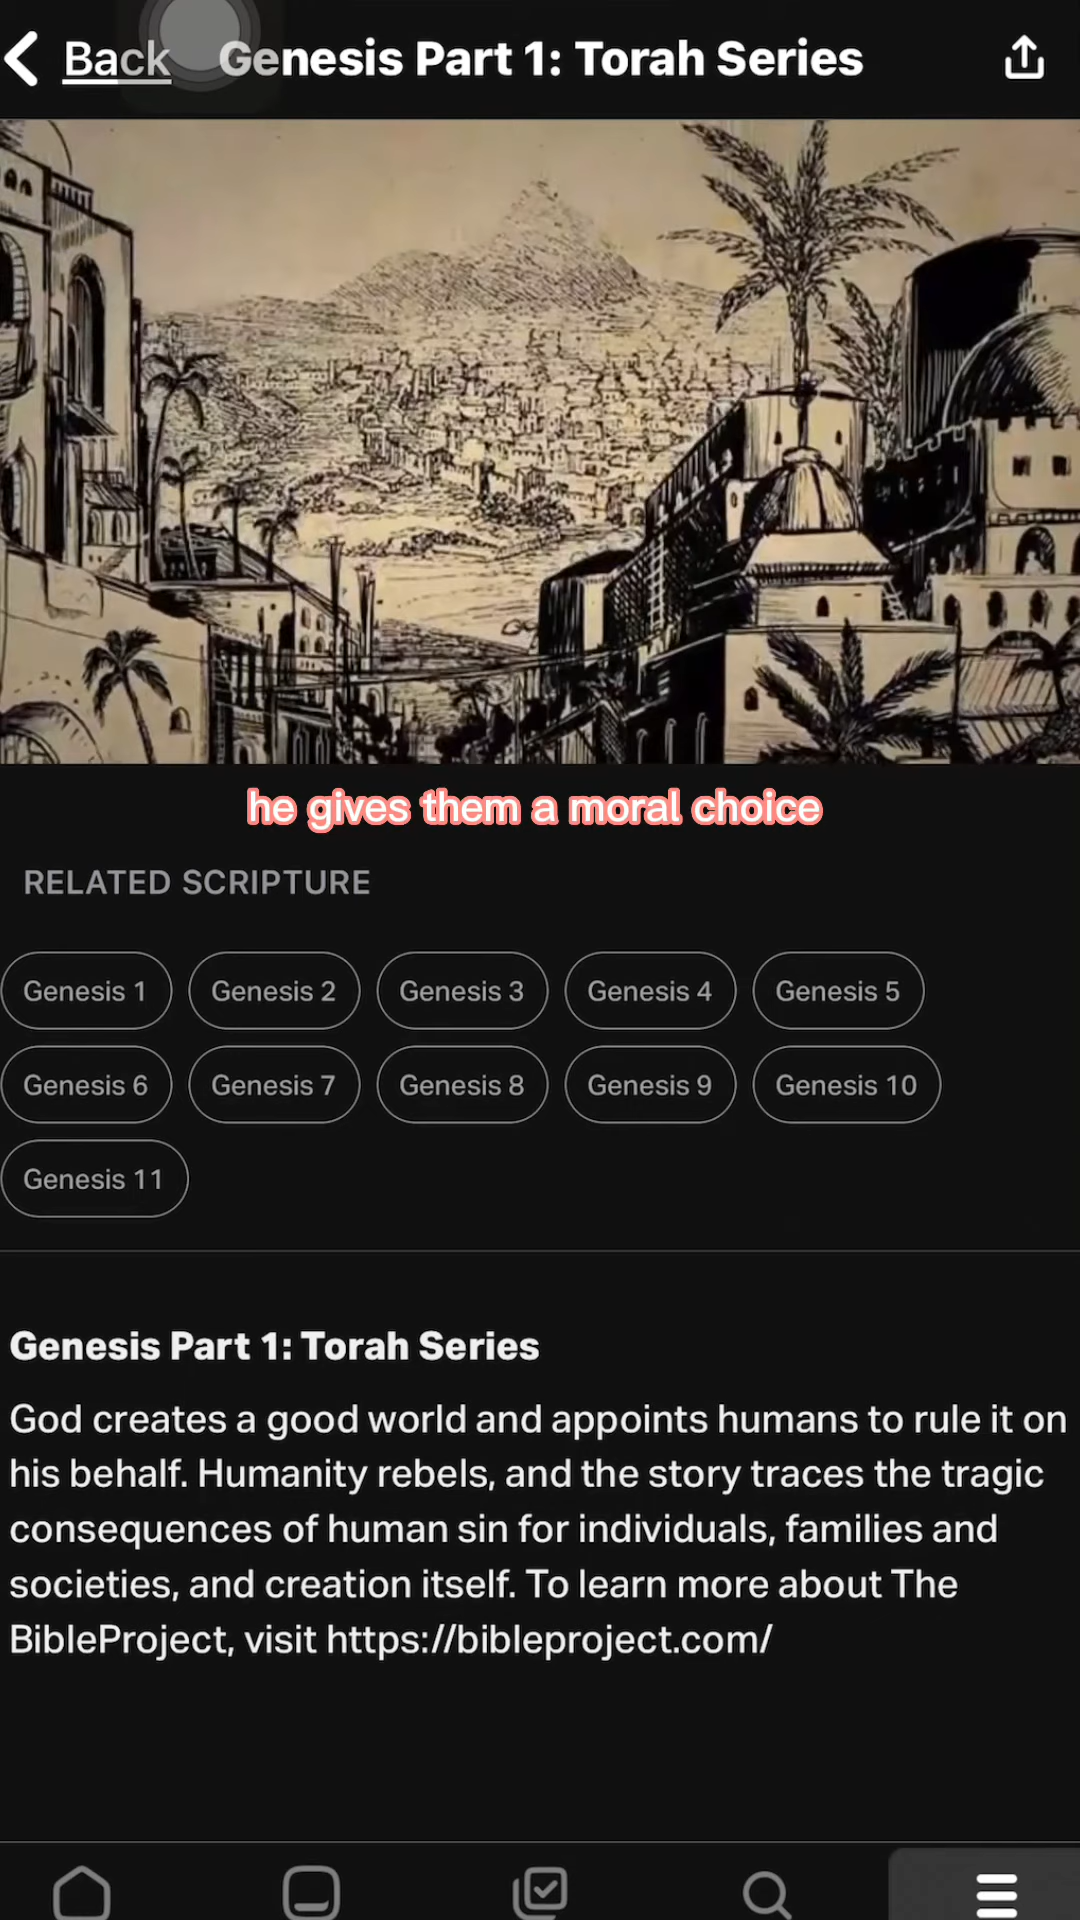 Back Genesis Part 1: Torah Series
he gives them a moral choice
RELATED SCRIPTURE
Genesis 1 Genesis 2 Genesis 3 Genesis 4 Genesis 5
Genesis 6 Genesis 7 Genesis 8 Genesis 9 Genesis 10
Genesis 11
Genesis Part 1: Torah Series
God creates a good world and appoints humans to rule it on
his behalf. Humanity rebels, and the story traces the tragic
consequences of human sin for individuals, families and
societies, and creation itself. To learn more about The
BibleProject, visit https://bibleproject.com/